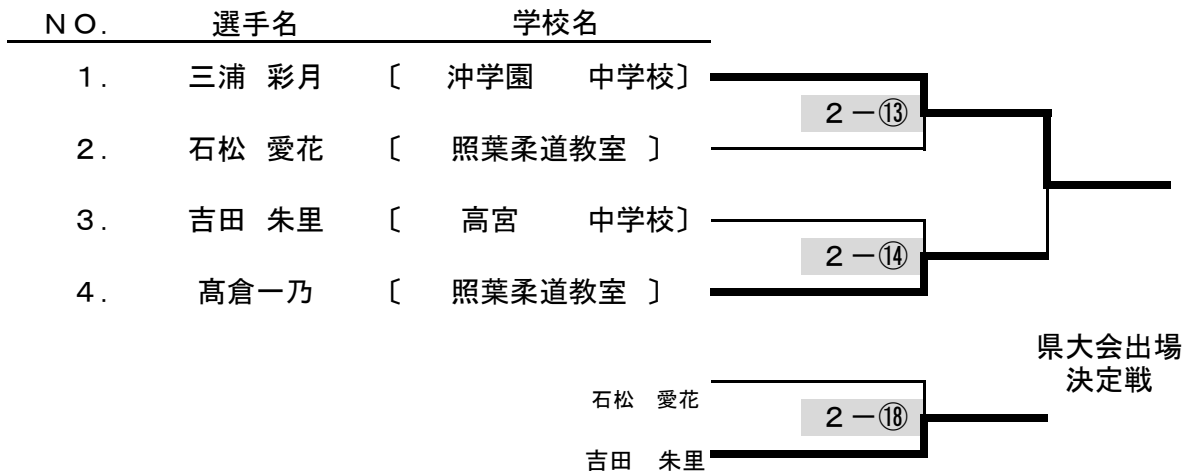 ＮＯ． 選手名 学校名
１． 三浦 彩月 〔 沖学園 中学校〕
２－⑬
２． 石松 愛花 〔 照葉柔道教室 〕
３． 吉田 朱里 〔 高宮 中学校〕
２－⑭
４． 髙倉一乃 〔 照葉柔道教室 〕
県大会出場
決定戦
石松 愛花
２－⑱
吉田 朱里